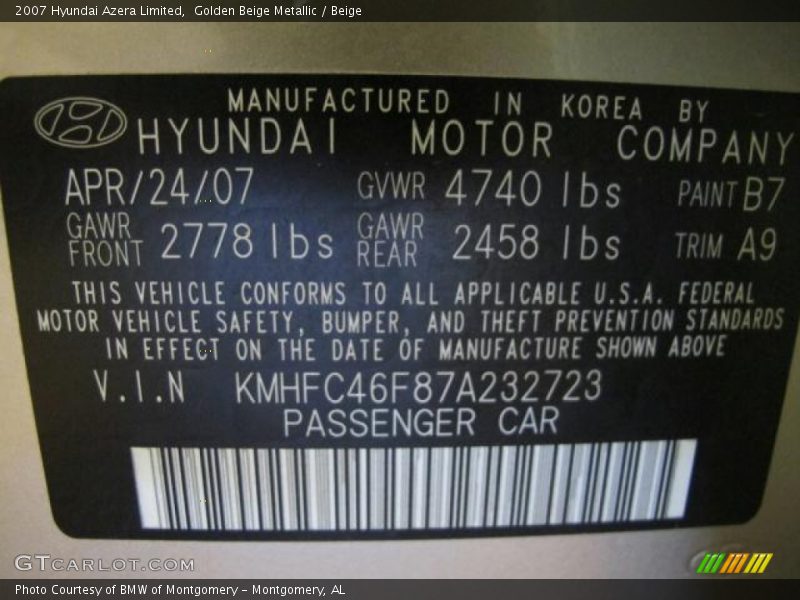 2007 Hyundai Azera Limited,  Golden Beige Metallic / Beige
MANUFACTURED IN KOREA BY
HYUNDAI MOTOR COMPANY
APR/24/07 GVWR 4740 lbs PAINT B7
GAWR FRONT 2778 lbs GAWR REAR 2458 lbs TRIM A9
THIS VEHICLE CONFORMS TO ALL APPLICABLE U.S.A. FEDERAL
MOTOR VEHICLE SAFETY, BUMPER, AND THEFT PREVENTION STANDARDS
IN EFFECT ON THE DATE OF MANUFACTURE SHOWN ABOVE
V.I.N KMHFC46F87A232723
PASSENGER CAR
GTCARLOT.COM
Photo Courtesy of BMW of Montgomery – Montgomery, AL